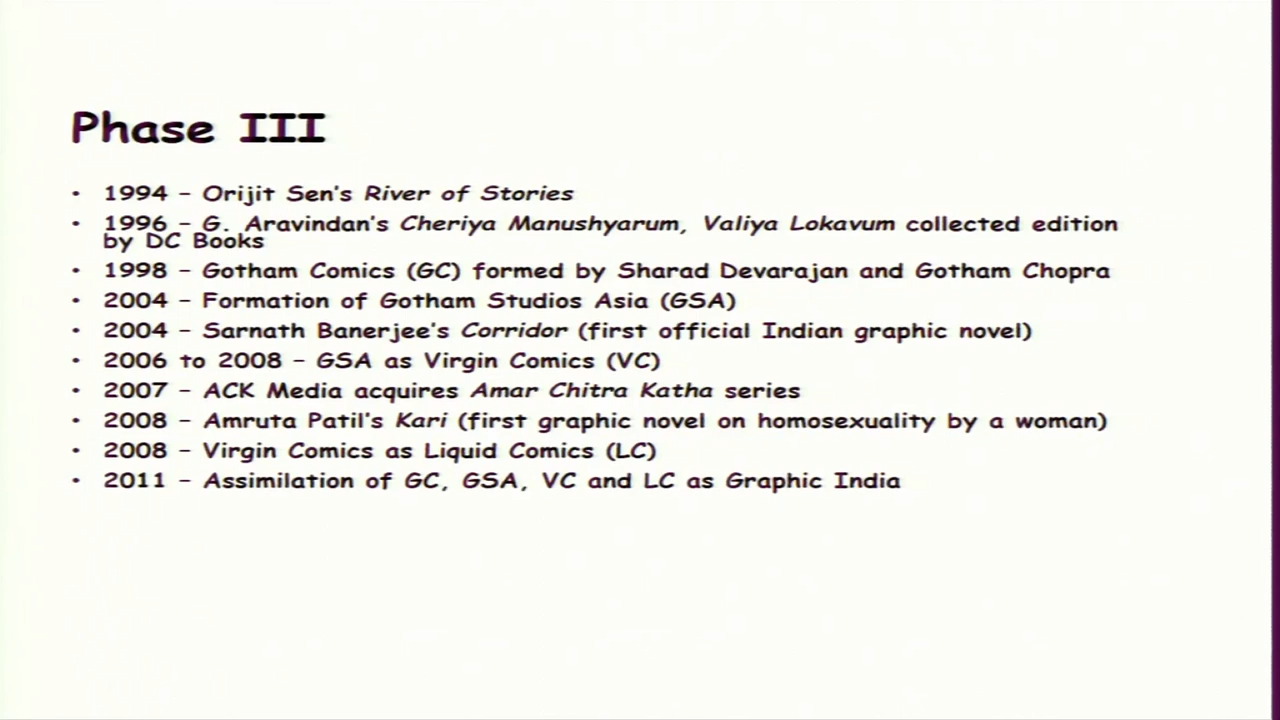 Phase III
• 1994 – Orijit Sen's River of Stories
• 1996 – G. Aravindan's Cheriya Manushyarum, Valiya Lokavum collected edition
by DC Books
• 1998 – Gotham Comics (GC) formed by Sharad Devarajan and Gotham Chopra
• 2004 – Formation of Gotham Studios Asia (GSA)
• 2004 – Sarnath Banerjee's Corridor (first official Indian graphic novel)
• 2006 to 2008 – GSA as Virgin Comics (VC)
• 2007 – ACK Media acquires Amar Chitra Katha series
• 2008 – Amruta Patil's Kari (first graphic novel on homosexuality by a woman)
• 2008 – Virgin Comics as Liquid Comics (LC)
• 2011 – Assimilation of GC, GSA, VC and LC as Graphic India